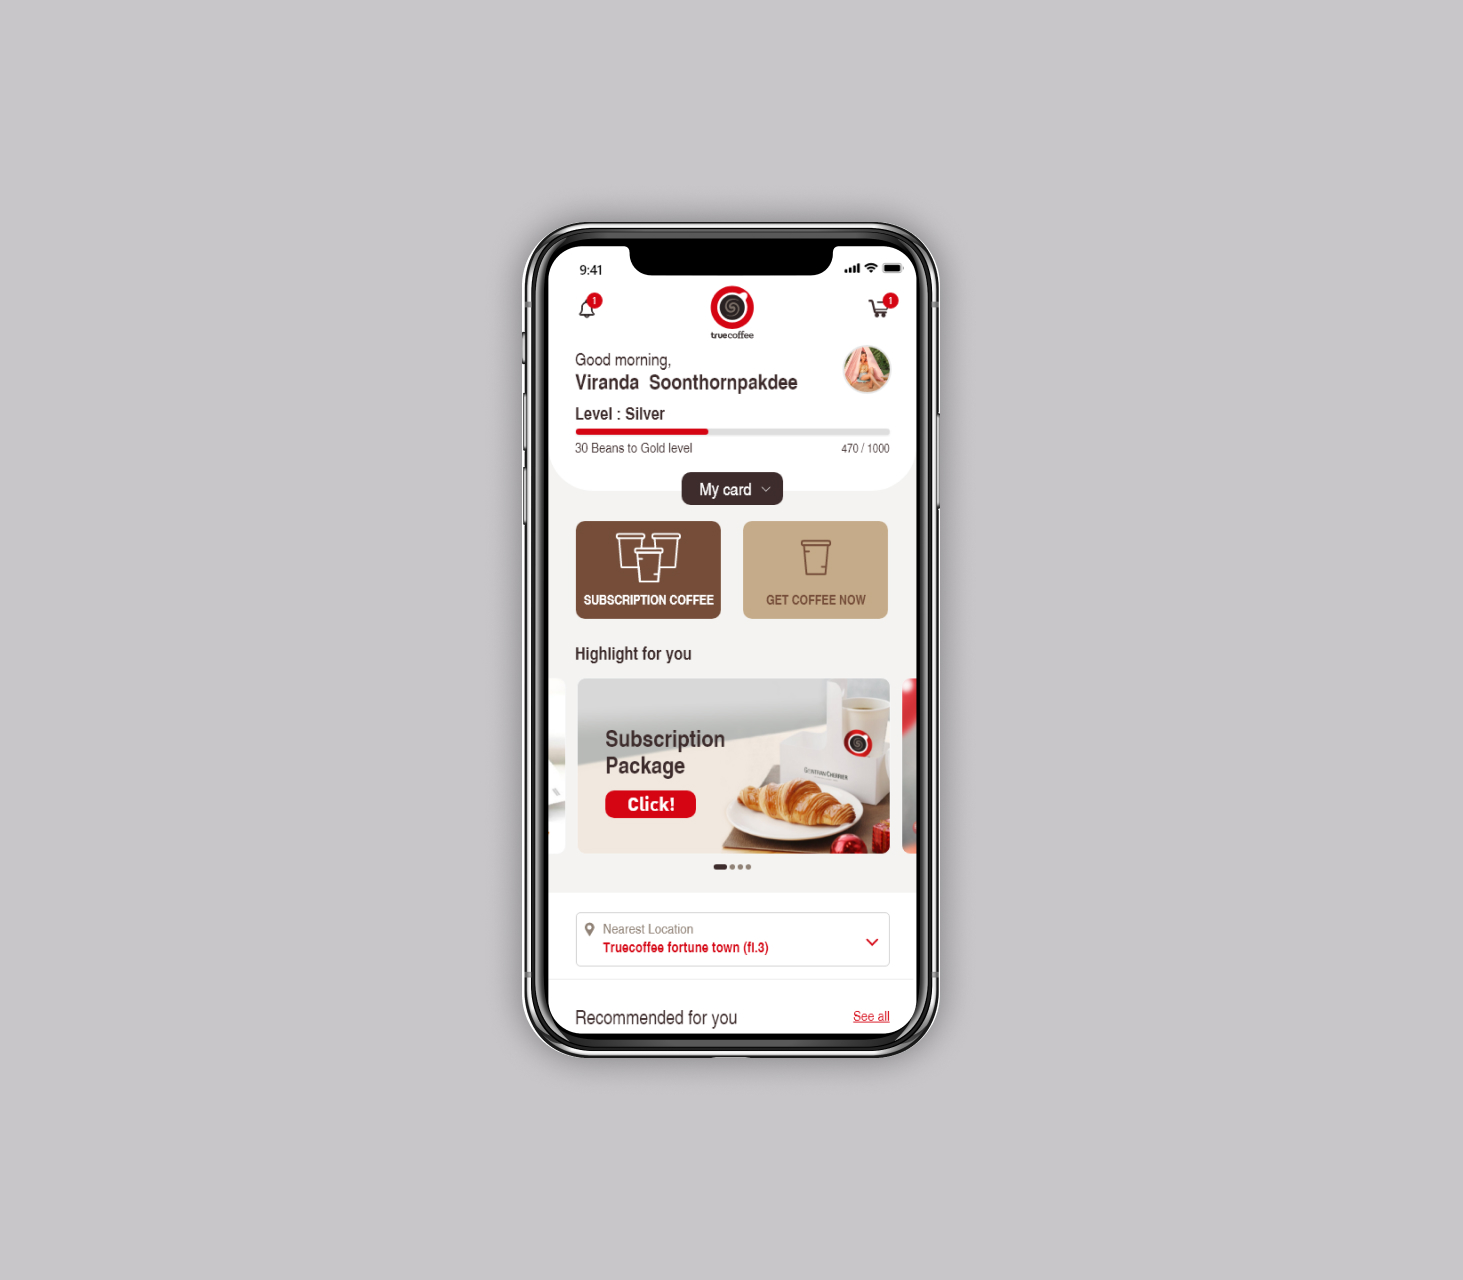 9:41
1
1
truecoffee
Good morning,
Viranda Soonthornpakdee
Level : Silver
30 Beans to Gold level
470 / 1000
My card
SUBSCRIPTION COFFEE
GET COFFEE NOW
Highlight for you
Subscription
Package
Click!
Nearest Location
Truecoffee fortune town (fl.3)
Recommended for you
See all